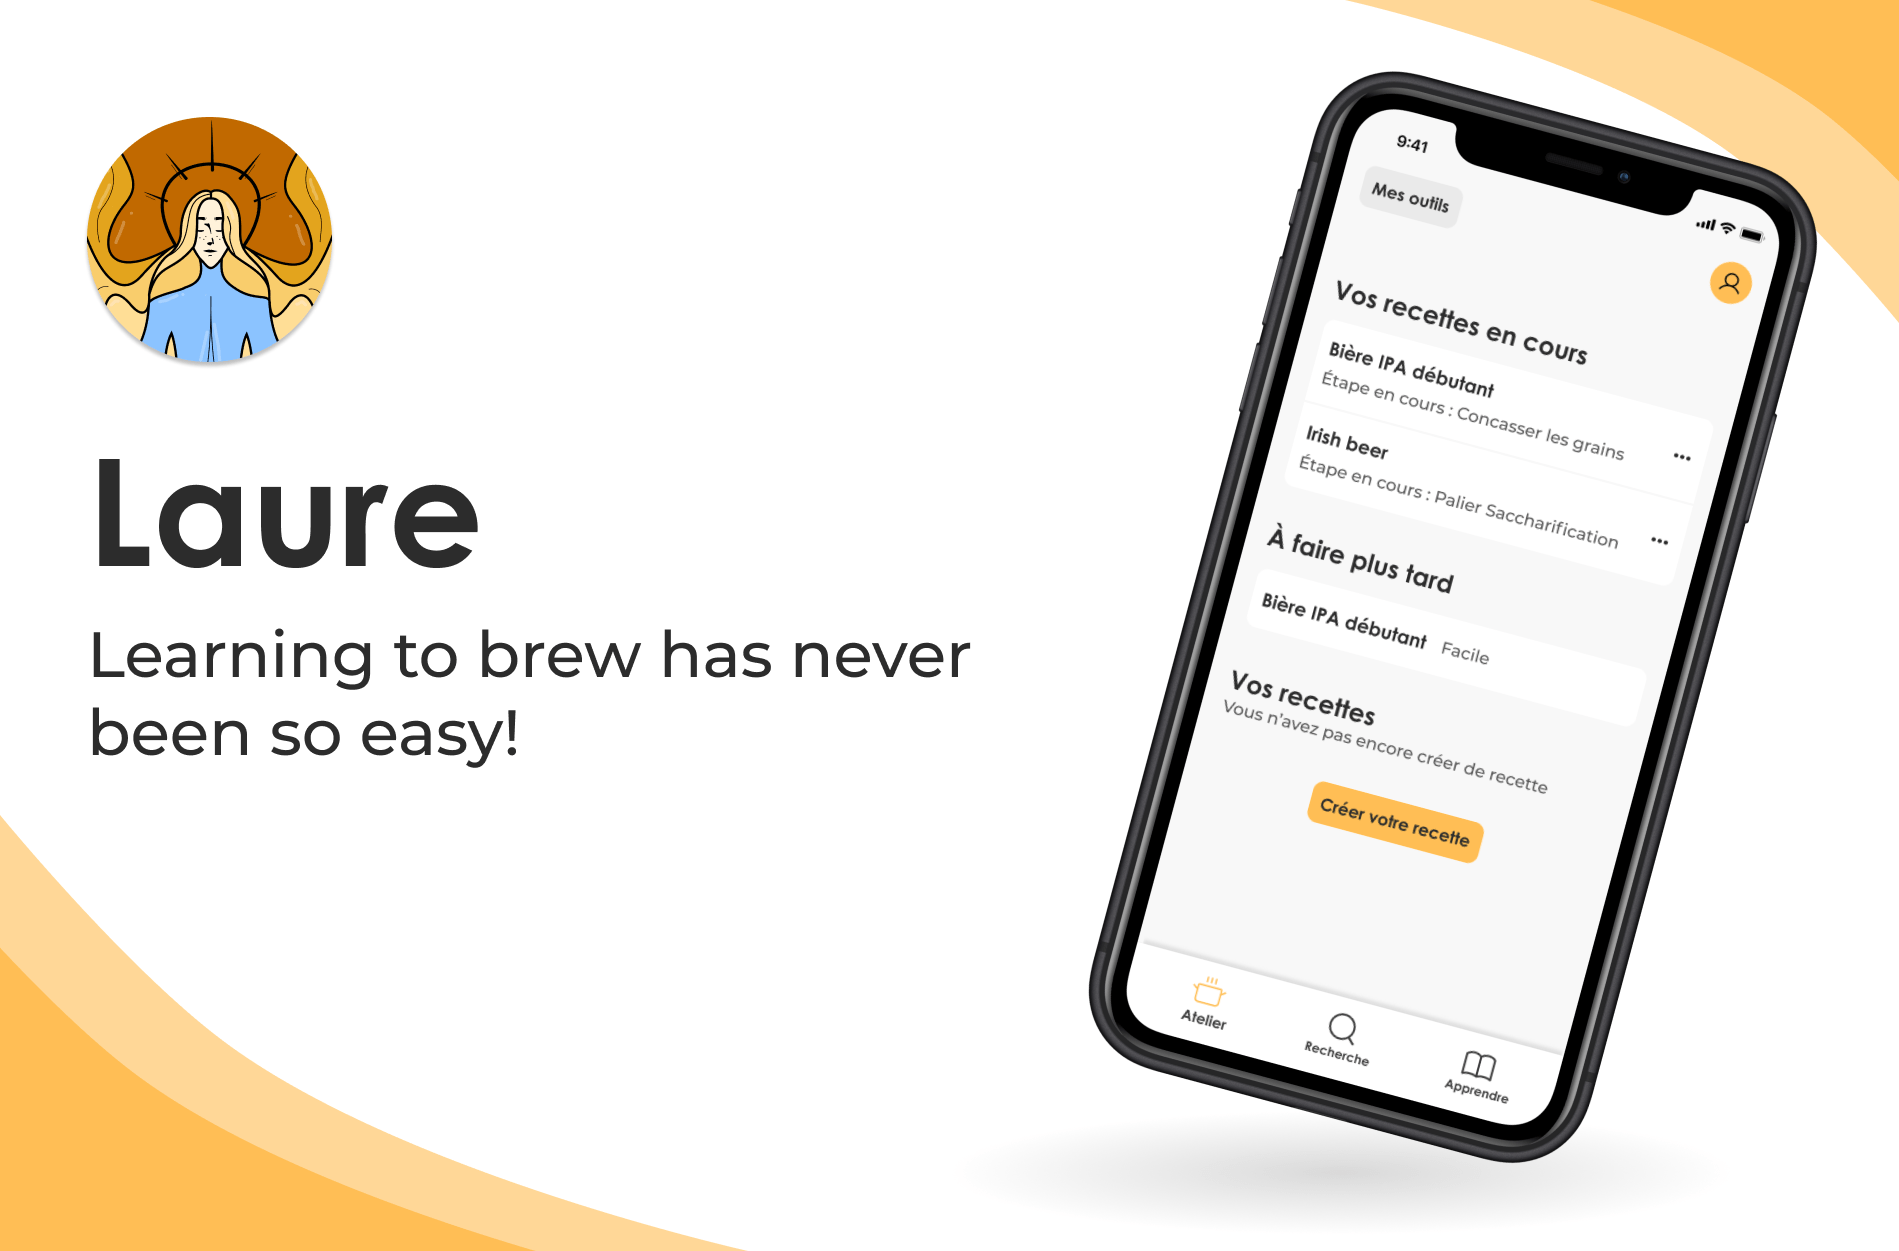 Laure
Learning to brew has never
been so easy!
9:41
Mes outils
Vos recettes en cours
Bière IPA débutant
Étape en cours : Concasser les grains
Irish beer
Étape en cours : Palier Saccharification
À faire plus tard
Bière IPA débutant Facile
Vos recettes
Vous n’avez pas encore créer de recette
Créer votre recette
Atelier
Recherche
Apprendre